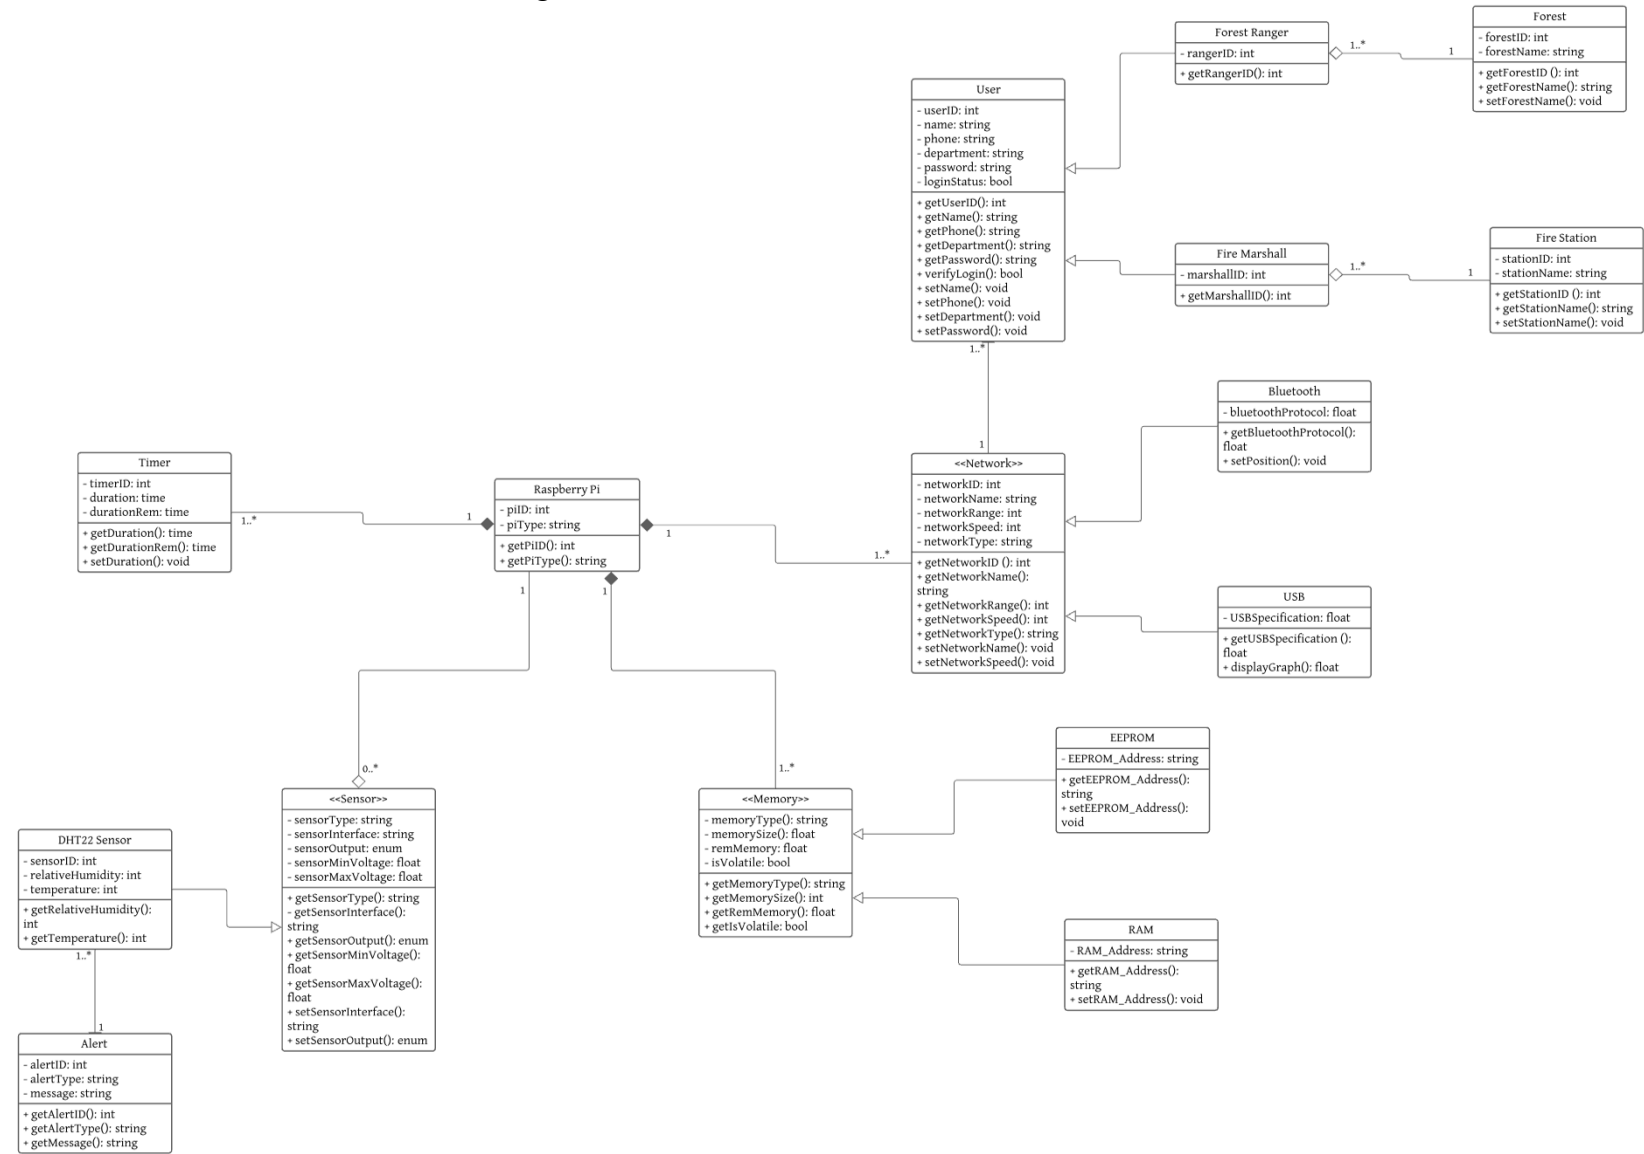 Forest Ranger
- rangerID: int
+ getRangerID(): int
1..*
1
Forest
- forestID: int
- forestName: string
+ getForestID (): int
+ getForestName(): string
+ setForestName(): void
User
- userID: int
- name: string
- phone: string
- department: string
- password: string
- loginStatus: bool
+ getUserID(): int
+ getName(): string
+ getPhone(): string
+ getDepartment(): string
+ getPassword(): string
+ verifyLogin(): bool
+ setName(): void
+ setPhone(): void
+ setDepartment(): void
+ setPassword(): void
1..*
1
Fire Marshall
- marshallID: int
+ getMarshallID(): int
1..*
1
Fire Station
- stationID: int
- stationName: string
+ getStationID (): int
+ getStationName(): string
+ setStationName(): void
Bluetooth
- bluetoothProtocol: float
+ getBluetoothProtocol():
float
+ setPosition(): void
Timer
- timerID: int
- duration: time
- durationRem: time
+ getDuration(): time
+ getDurationRem(): time
+ setDuration(): void
1..*
1
Raspberry Pi
- piID: int
- piType: string
+ getPiID(): int
+ getPiType(): string
1
1..*
1
1
<<Network>>
- networkID: int
- networkName: string
- networkRange: int
- networkSpeed: int
- networkType: string
+ getNetworkID (): int
+ getNetworkName():
string
+ getNetworkRange(): int
+ getNetworkSpeed(): int
+ getNetworkType(): string
+ setNetworkName(): void
+ setNetworkSpeed(): void
USB
- USBSpecification: float
+ getUSBSpecification ():
float
+ displayGraph(): float
0..*
1..*
<<Sensor>>
- sensorType: string
- sensorInterface: string
- sensorOutput: enum
- sensorMinVoltage: float
- sensorMaxVoltage: float
+ getSensorType(): string
- getSensorInterface():
string
+ getSensorOutput(): enum
+ getSensorMinVoltage():
float
+ getSensorMaxVoltage():
float
+ setSensorInterface():
string
+ setSensorOutput(): enum
<<Memory>>
- memoryType(): string
- memorySize(): float
- remMemory: float
- isVolatile: bool
+ getMemoryType(): string
+ getMemorySize(): int
+ getRemMemory(): float
+ getIsVolatile: bool
EEPROM
- EEPROM_Address: string
+ getEEPROM_Address():
string
+ setEEPROM_Address():
void
RAM
- RAM_Address: string
+ getRAM_Address():
string
+ setRAM_Address(): void
DHT22 Sensor
- sensorID: int
- relativeHumidity: int
- temperature: int
+ getRelativeHumidity():
int
+ getTemperature(): int
1..*
1
Alert
- alertID: int
- alertType: string
- message: string
+ getAlertID(): int
+ getAlertType(): string
+ getMessage(): string